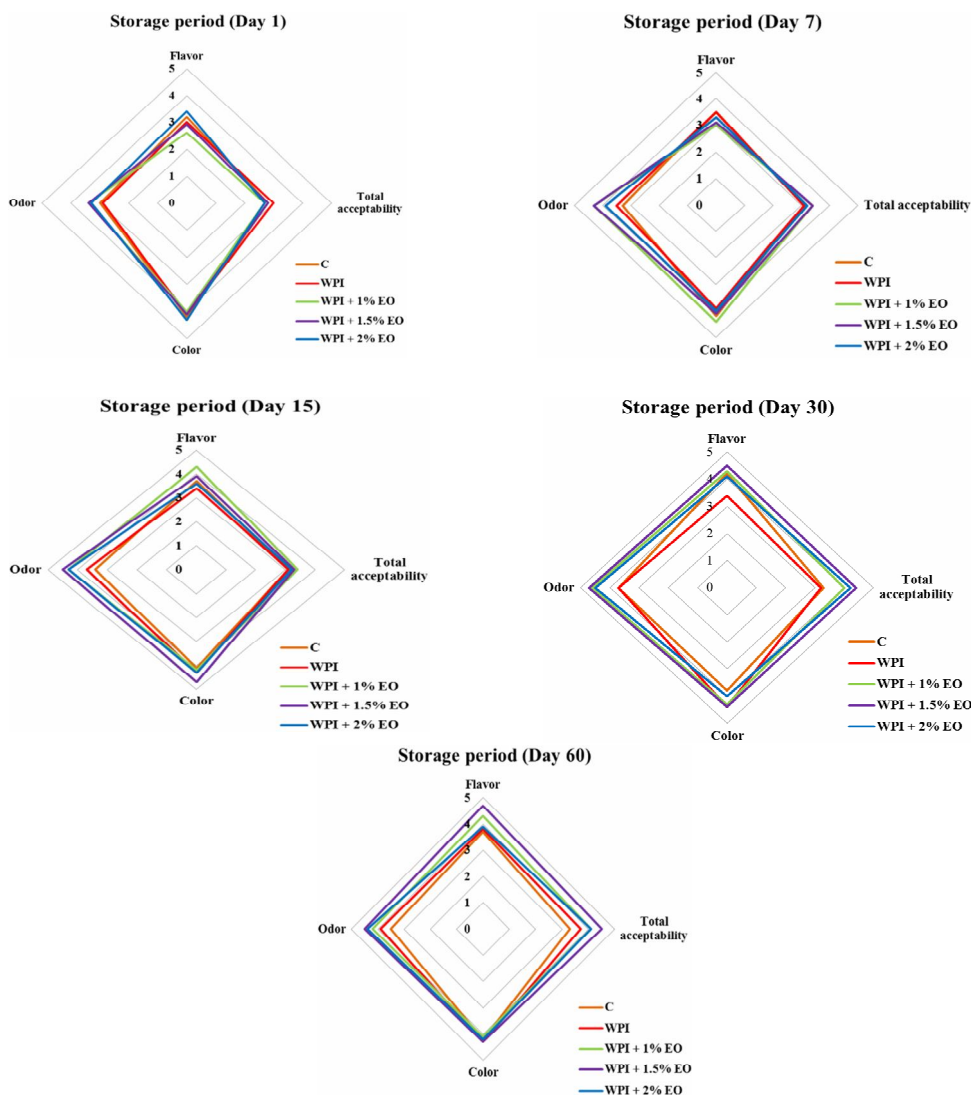 Storage period (Day 1)
Flavor
5
4
3
2
1
0
Odor
Total
acceptability
Color
C
WPI
WPI + 1% EO
WPI + 1.5% EO
WPI + 2% EO
Storage period (Day 7)
Flavor
5
4
3
2
1
0
Odor
Total acceptability
Color
C
WPI
WPI + 1% EO
WPI + 1.5% EO
WPI + 2% EO
Storage period (Day 15)
Flavor
5
4
3
2
1
0
Odor
Total
acceptability
Color
C
WPI
WPI + 1% EO
WPI + 1.5% EO
WPI + 2% EO
Storage period (Day 30)
Flavor
5
4
3
2
1
0
Odor
Total
acceptability
Color
C
WPI
WPI + 1% EO
WPI + 1.5% EO
WPI + 2% EO
Storage period (Day 60)
Flavor
5
4
3
2
1
0
Odor
Total
acceptability
Color
C
WPI
WPI + 1% EO
WPI + 1.5% EO
WPI + 2% EO